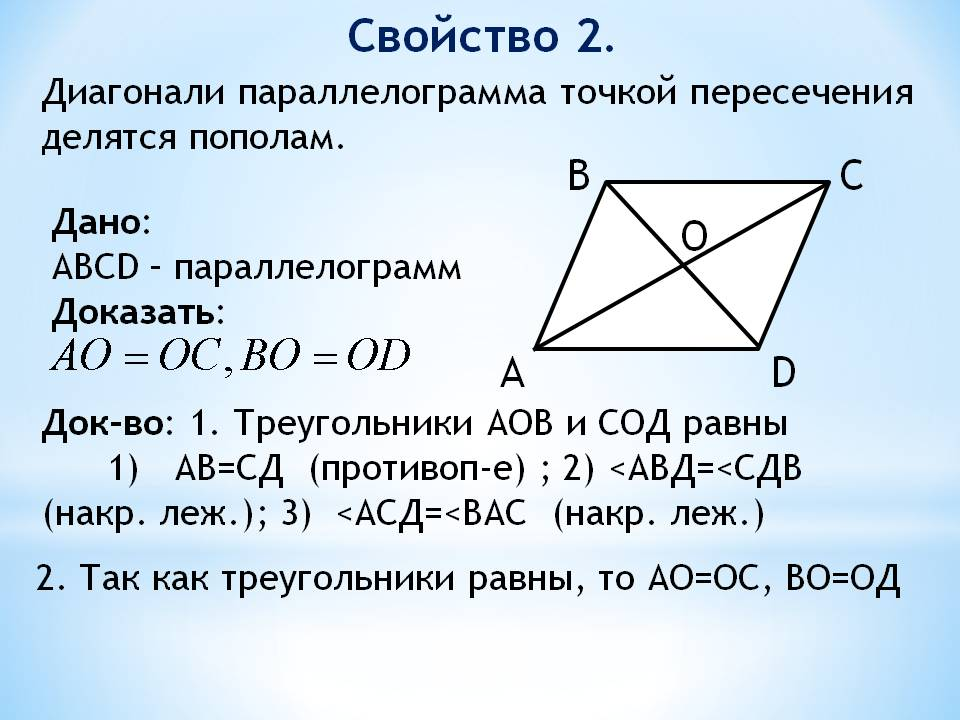 Свойство 2.
Диагонали параллелограмма точкой пересечения
делятся пополам.
B
C
Дано:
O
ABCD – параллелограмм
Доказать:
AO = OC, BO = OD
A
D
Док-во: 1. Треугольники АОВ и СОД равны
1) АВ=СД (противоп-е) ; 2) <АВД=<СДВ
(накр. леж.); 3) <АСД=<ВАС (накр. леж.)
2. Так как треугольники равны, то АО=ОС, ВО=ОД